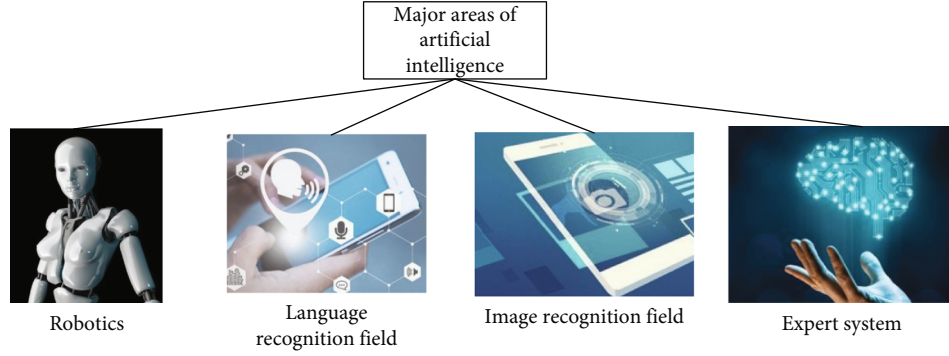 Major areas of
artificial
intelligence
Robotics
Language
recognition field
Image recognition field
Expert system